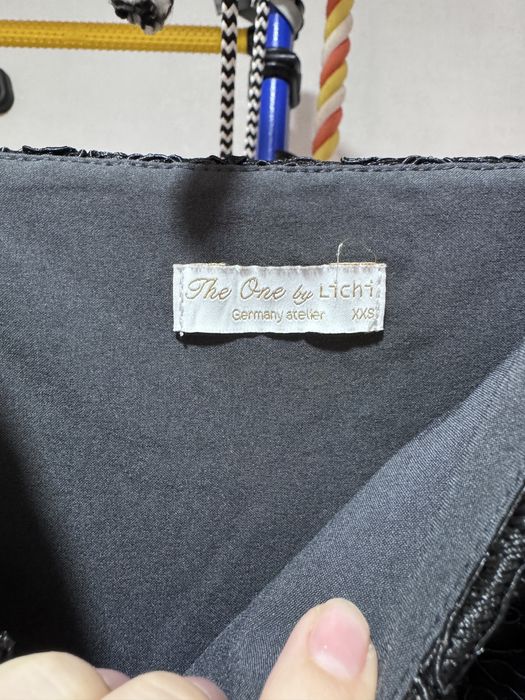 The One by Lichi
Germany atelier XXS